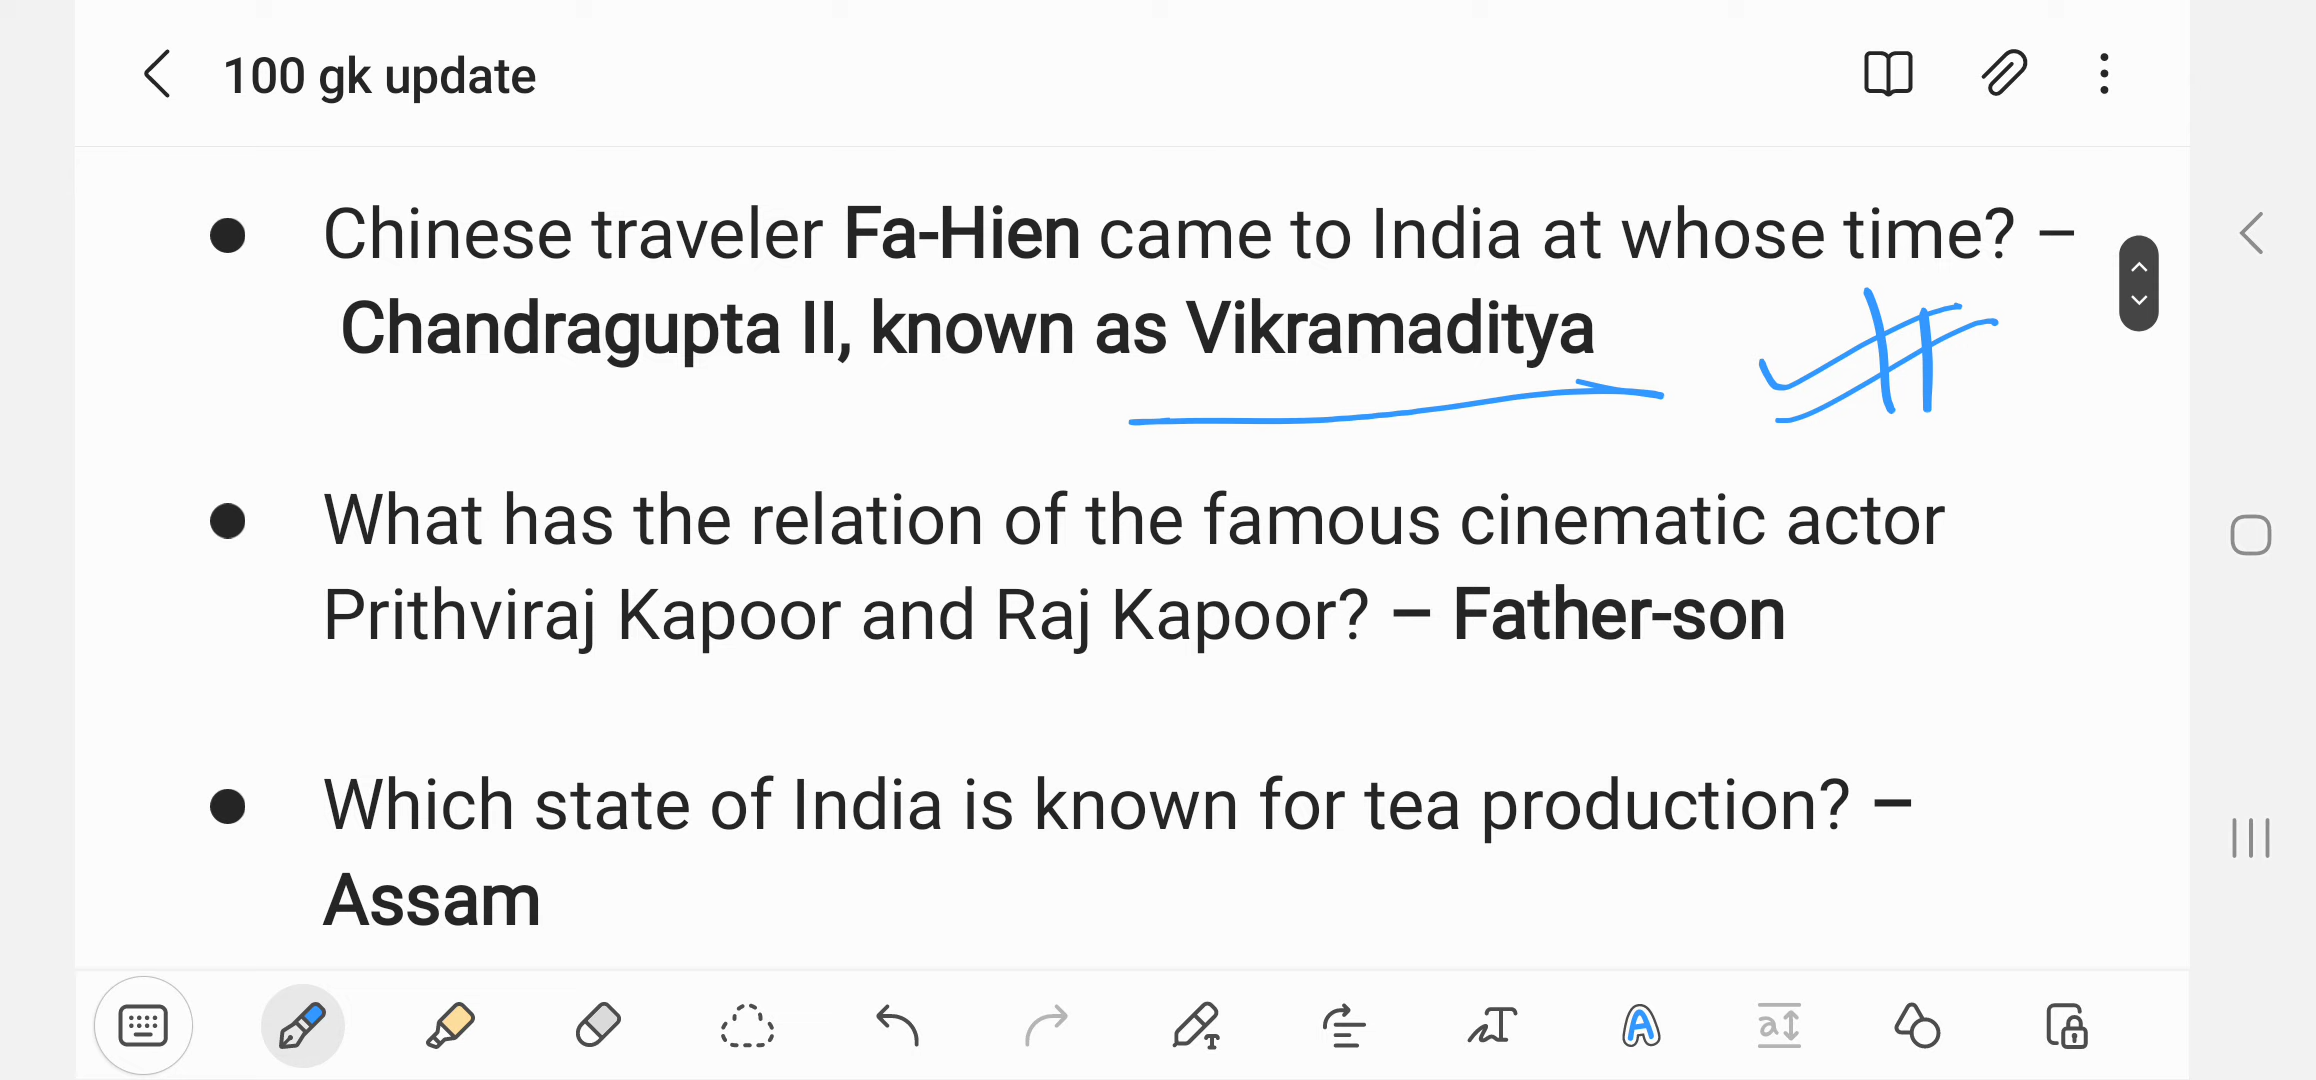 100 gk update
● Chinese traveler Fa-Hien came to India at whose time? –
Chandragupta II, known as Vikramaditya
● What has the relation of the famous cinematic actor
Prithviraj Kapoor and Raj Kapoor? – Father-son
● Which state of India is known for tea production? –
Assam